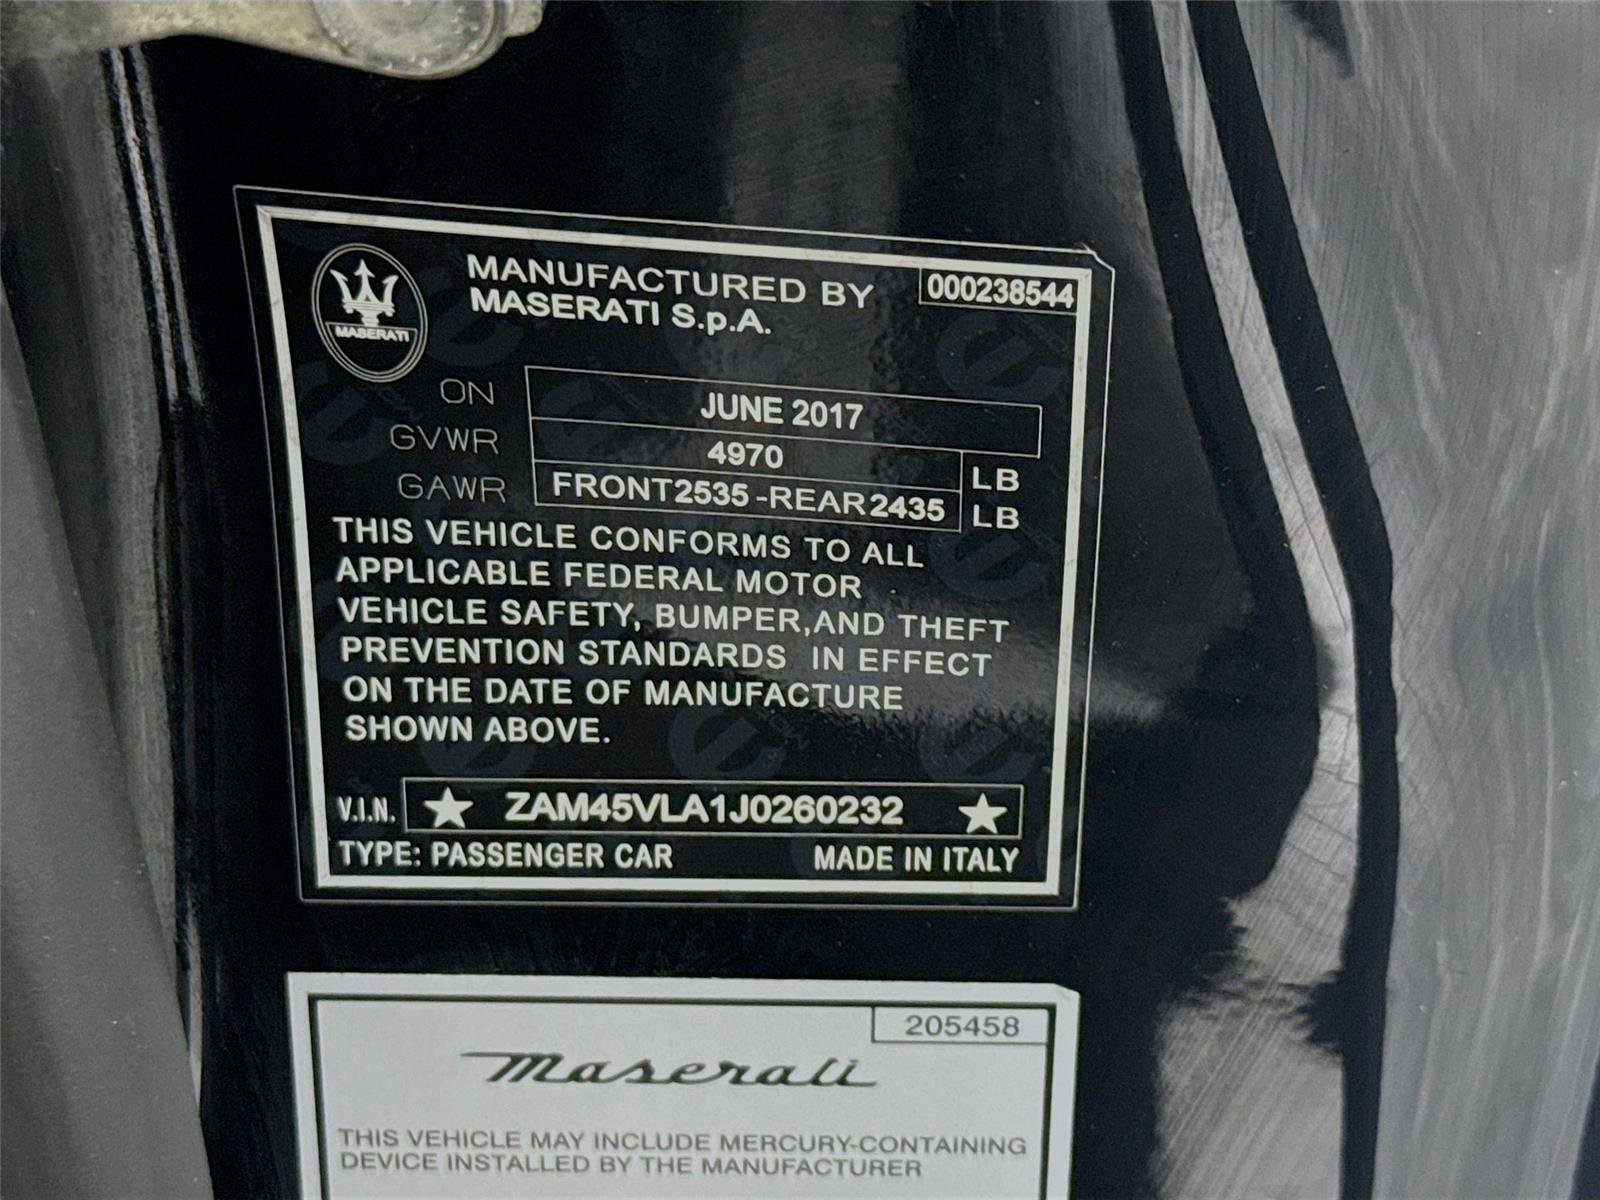 MASERATI
MANUFACTURED BY
MASERATI S.p.A.
000238544
ON JUNE 2017
GVWR 4970 LB
GAWR FRONT2535 -REAR2435 LB
THIS VEHICLE CONFORMS TO ALL
APPLICABLE FEDERAL MOTOR
VEHICLE SAFETY, BUMPER,AND THEFT
PREVENTION STANDARDS IN EFFECT
ON THE DATE OF MANUFACTURE
SHOWN ABOVE.
V.I.N. ★ ZAM45VLA1J0260232 ★
TYPE: PASSENGER CAR MADE IN ITALY
205458
Maserati
THIS VEHICLE MAY INCLUDE MERCURY-CONTAINING
DEVICE INSTALLED BY THE MANUFACTURER